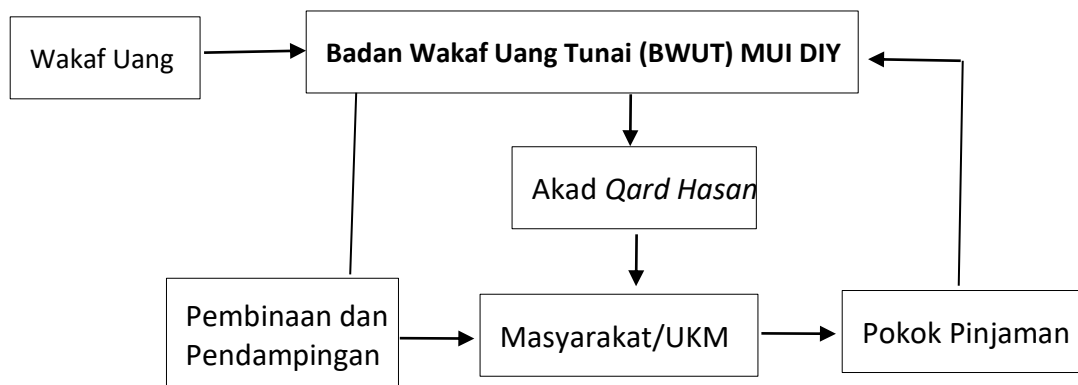 Wakaf Uang
Badan Wakaf Uang Tunai (BWUT) MUI DIY
Akad Qard Hasan
Pembinaan dan
Pendampingan
Masyarakat/UKM
Pokok Pinjaman